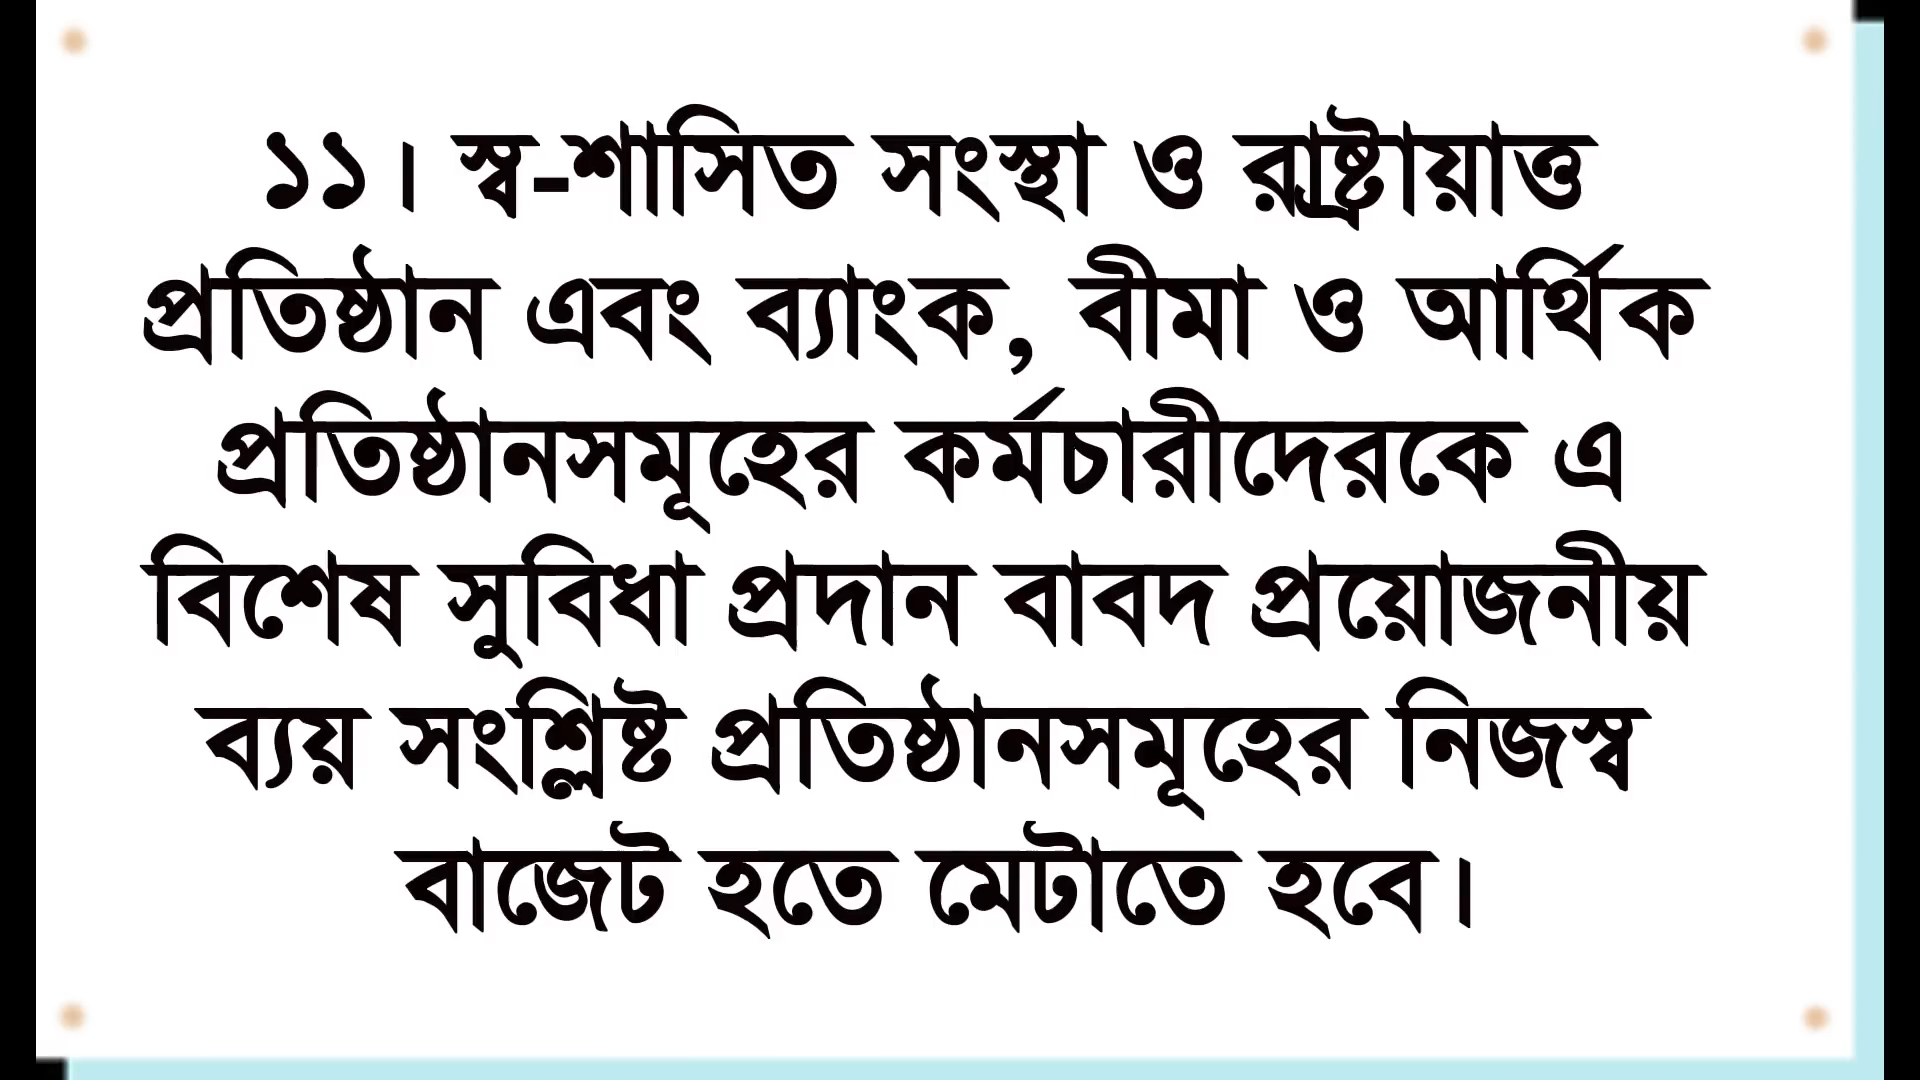 ১১। স্ব-শাসিত সংস্থা ও রাষ্ট্রায়াত্ত
প্রতিষ্ঠান এবং ব্যাংক, বীমা ও আর্থিক
প্রতিষ্ঠানসমূহের কর্মচারীদেরকে এ
বিশেষ সুবিধা প্রদান বাবদ প্রয়োজনীয়
ব্যয় সংশ্লিষ্ট প্রতিষ্ঠানসমূহের নিজস্ব
বাজেট হতে মেটাতে হবে।